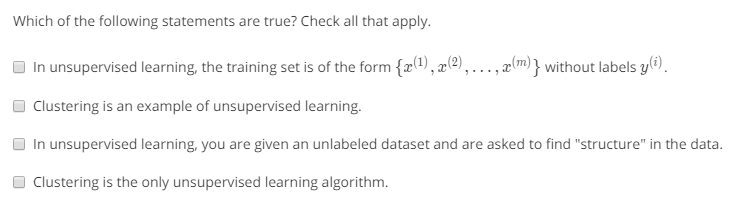 Which of the following statements are true? Check all that apply.
In unsupervised learning, the training set is of the form {x^(1), x^(2), . . . , x^(m)} without labels y^(i).
Clustering is an example of unsupervised learning.
In unsupervised learning, you are given an unlabeled dataset and are asked to find "structure" in the data.
Clustering is the only unsupervised learning algorithm.